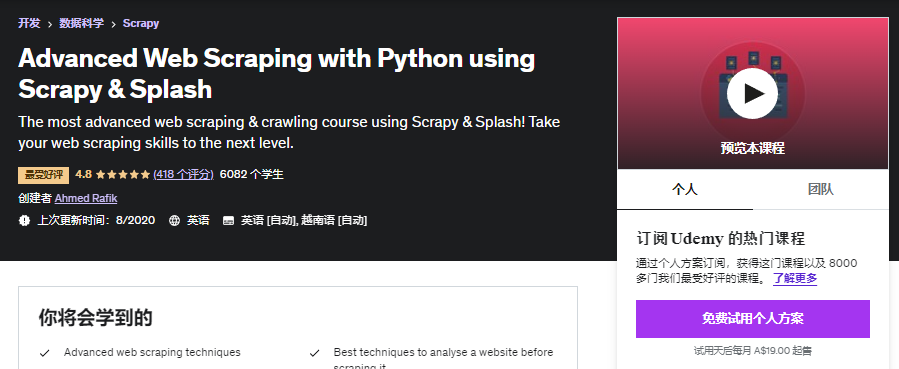 开发 > 数据科学 > Scrapy
Advanced Web Scraping with Python using
Scrapy & Splash
The most advanced web scraping & crawling course using Scrapy & Splash! Take
your web scraping skills to the next level.
最受好评 4.8 (418 个评分) 6082 个学生
创建者 Ahmed Rafik
上次更新时间：8/2020 英语 英语 [自动], 越南语 [自动]
预览本课程
个人 团队
订阅 Udemy 的热门课程
通过个人方案订阅，获得这门课程以及 8000
多门我们最受好评的课程。 了解更多
免费试用个人方案
试用天后每月 A$19.00 起售
你将会学到的
Advanced web scraping techniques
Best techniques to analyse a website before
scraping it